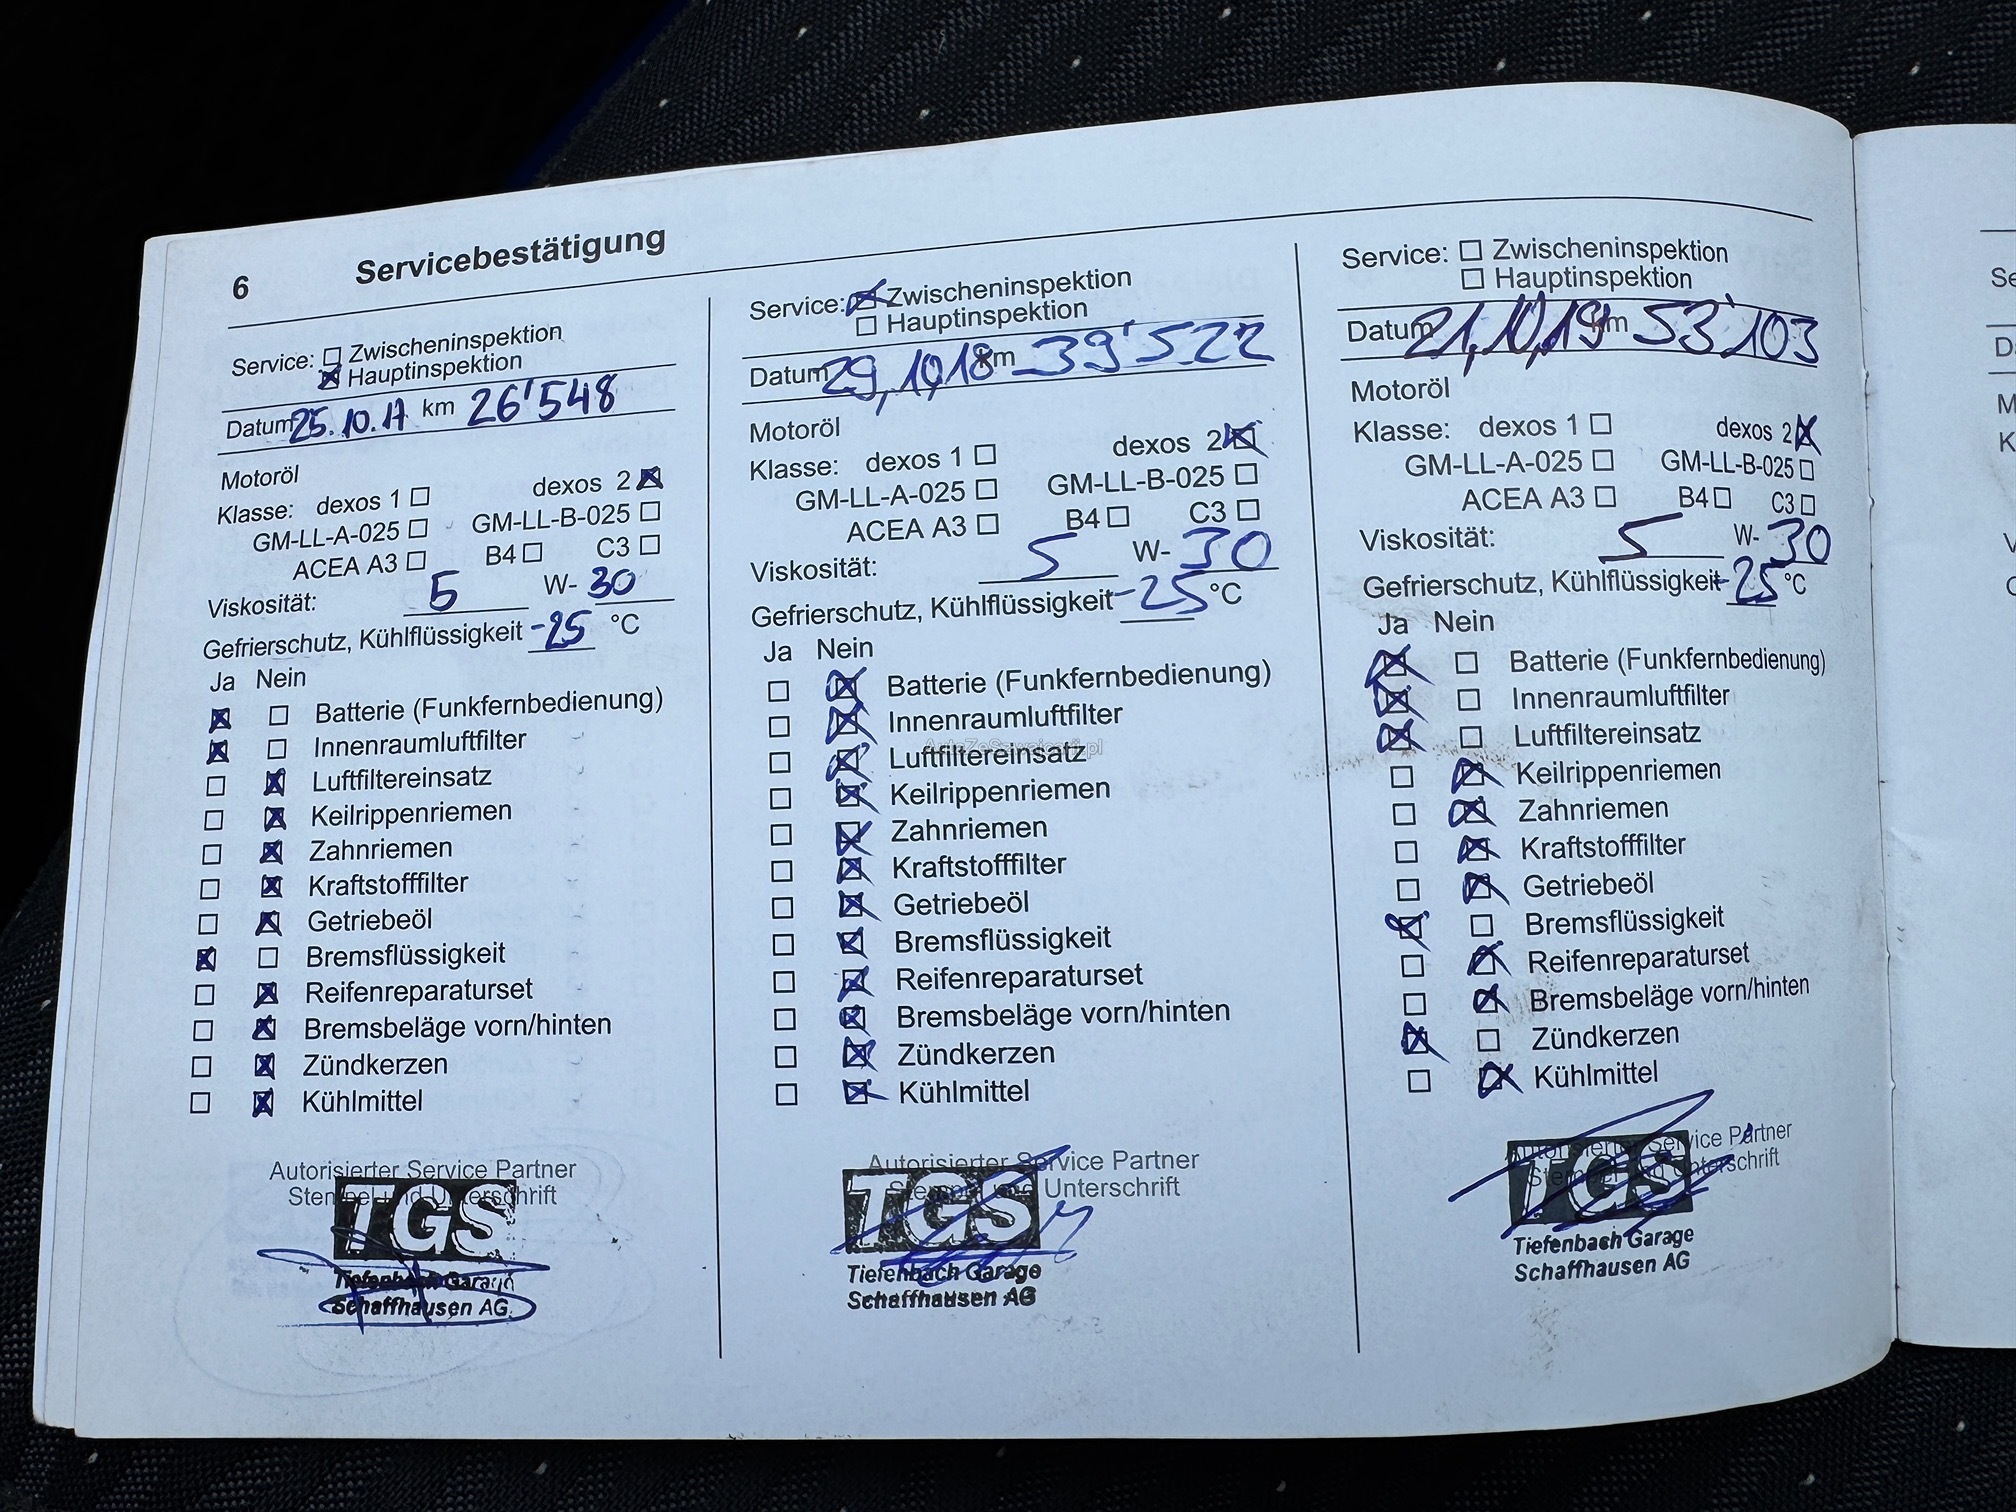 6 Servicebestätigung
Service: Zwischeninspektion
Hauptinspektion
Datum 25.10.17 km 26'548
Motoröl
Klasse: dexos 1 dexos 2
GM-LL-A-025 GM-LL-B-025
ACEA A3 B4 C3
Viskosität: 5 W- 30
Gefrierschutz, Kühlflüssigkeit -25 °C
Ja Nein
Batterie (Funkfernbedienung)
Innenraumluftfilter
Luftfiltereinsatz
Keilrippenriemen
Zahnriemen
Kraftstofffilter
Getriebeöl
Bremsflüssigkeit
Reifenreparaturset
Bremsbeläge vorn/hinten
Zündkerzen
Kühlmittel
Autorisierter Service Partner
Stempel und Unterschrift
TGS
Tiefenbach Garage
Schaffhausen AG
Service: Zwischeninspektion
Hauptinspektion
Datum 29,10,18 km 39'522
Motoröl
Klasse: dexos 1 dexos 2
GM-LL-A-025 GM-LL-B-025
ACEA A3 B4 C3
Viskosität: 5 W- 30
Gefrierschutz, Kühlflüssigkeit -25 °C
Ja Nein
Batterie (Funkfernbedienung)
Innenraumluftfilter
Luftfiltereinsatz
Keilrippenriemen
Zahnriemen
Kraftstofffilter
Getriebeöl
Bremsflüssigkeit
Reifenreparaturset
Bremsbeläge vorn/hinten
Zündkerzen
Kühlmittel
Autorisierter Service Partner
Stempel und Unterschrift
TGS
Tiefenbach Garage
Schaffhausen AG
Service: Zwischeninspektion
Hauptinspektion
Datum 21,10,19 km 53'103
Motoröl
Klasse: dexos 1 dexos 2
GM-LL-A-025 GM-LL-B-025
ACEA A3 B4 C3
Viskosität: 5 W- 30
Gefrierschutz, Kühlflüssigkeit -25 °C
Ja Nein
Batterie (Funkfernbedienung)
Innenraumluftfilter
Luftfiltereinsatz
Keilrippenriemen
Zahnriemen
Kraftstofffilter
Getriebeöl
Bremsflüssigkeit
Reifenreparaturset
Bremsbeläge vorn/hinten
Zündkerzen
Kühlmittel
Autorisierter Service Partner
Stempel und Unterschrift
TGS
Tiefenbach Garage
Schaffhausen AG